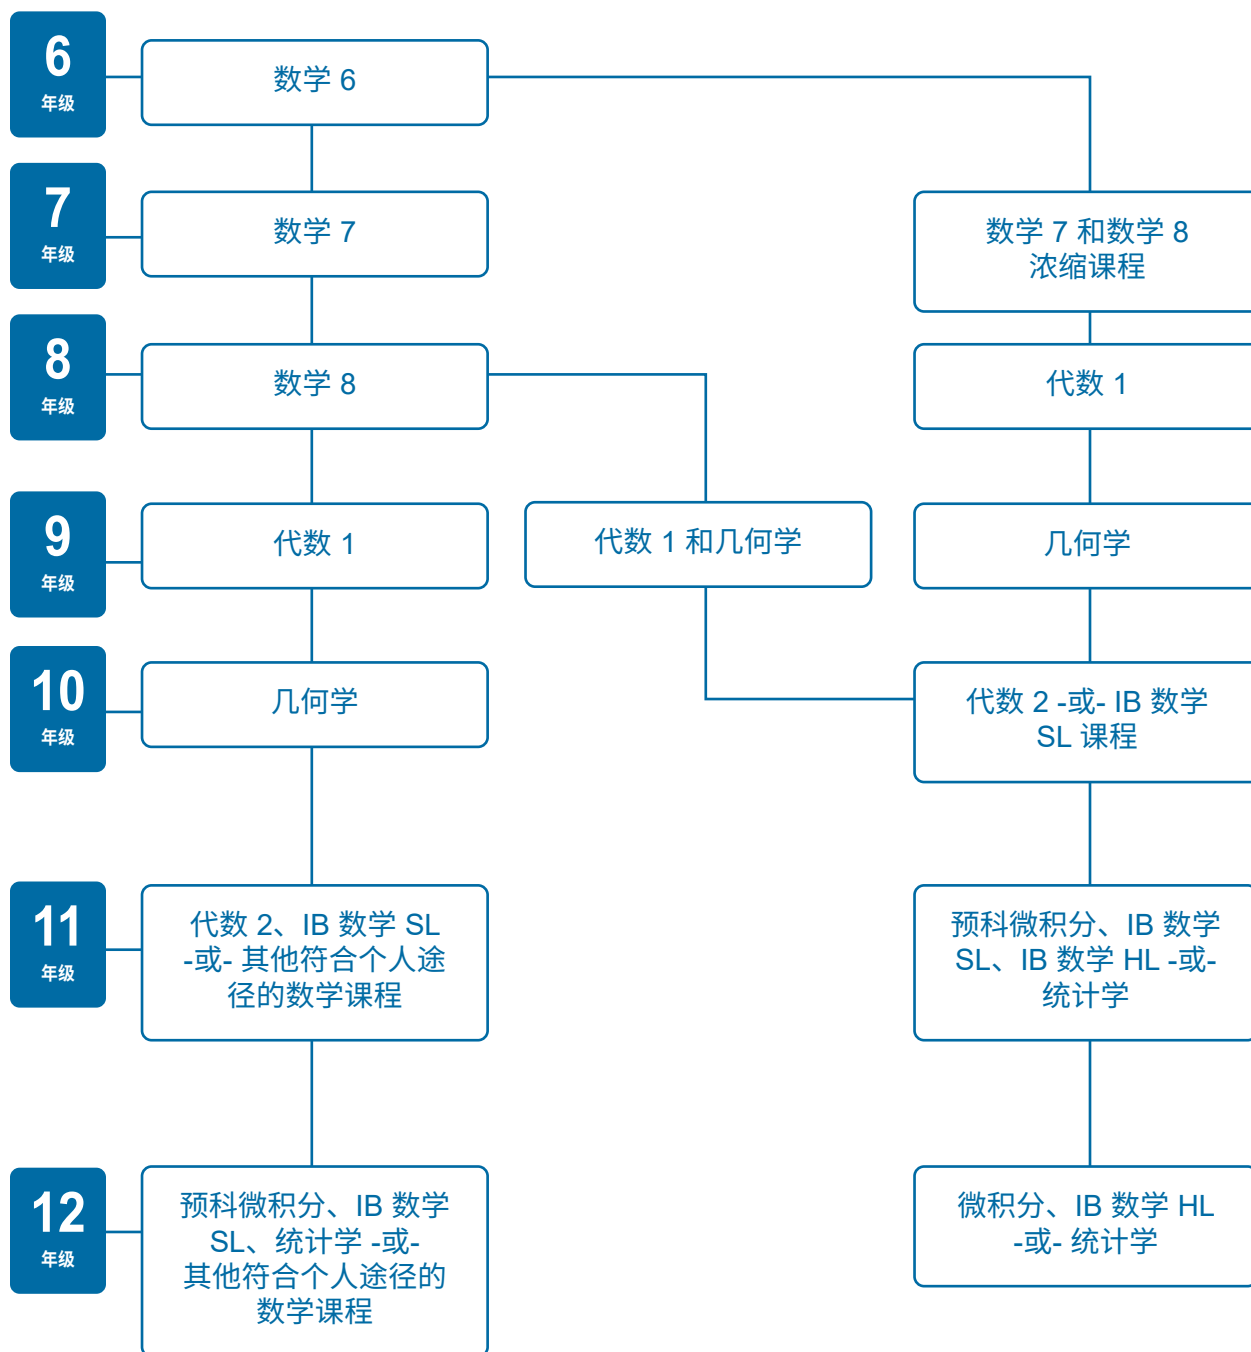 6
年级
数学 6
7
年级
数学 7
数学 7 和数学 8
浓缩课程
8
年级
数学 8
代数 1
9
年级
代数 1
代数 1 和几何学
几何学
10
年级
几何学
代数 2 -或- IB 数学
SL 课程
11
年级
代数 2、IB 数学 SL
-或- 其他符合个人途
径的数学课程
预科微积分、IB 数学
SL、IB 数学 HL -或-
统计学
12
年级
预科微积分、IB 数学
SL、统计学 -或-
其他符合个人途径的
数学课程
微积分、IB 数学 HL
-或- 统计学